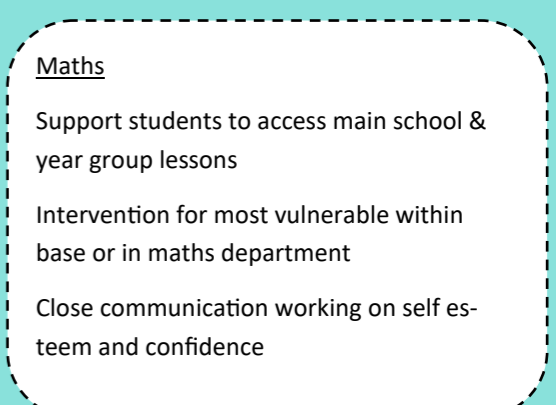 Maths
Support students to access main school &
year group lessons
Intervention for most vulnerable within
base or in maths department
Close communication working on self es-
teem and confidence